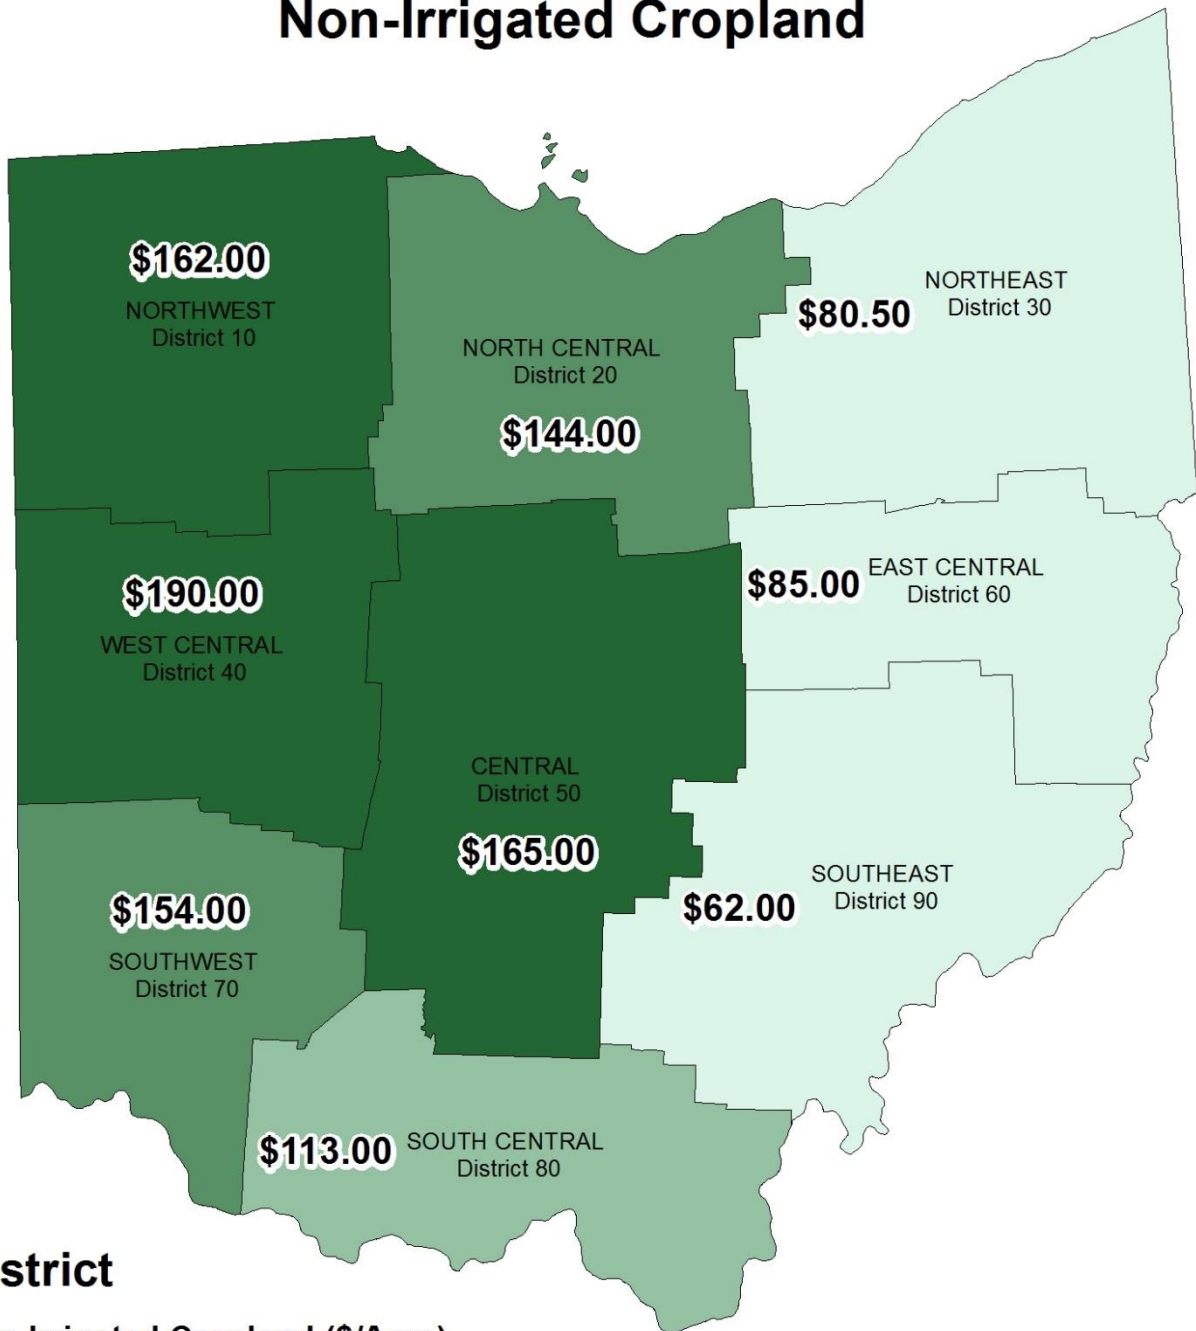 Non-Irrigated Cropland
$162.00
NORTHWEST
District 10
NORTH CENTRAL
District 20
$144.00
NORTHEAST
District 30
$80.50
$190.00
WEST CENTRAL
District 40
CENTRAL
District 50
$165.00
EAST CENTRAL
District 60
$85.00
$154.00
SOUTHWEST
District 70
$113.00
SOUTH CENTRAL
District 80
SOUTHEAST
District 90
$62.00
strict